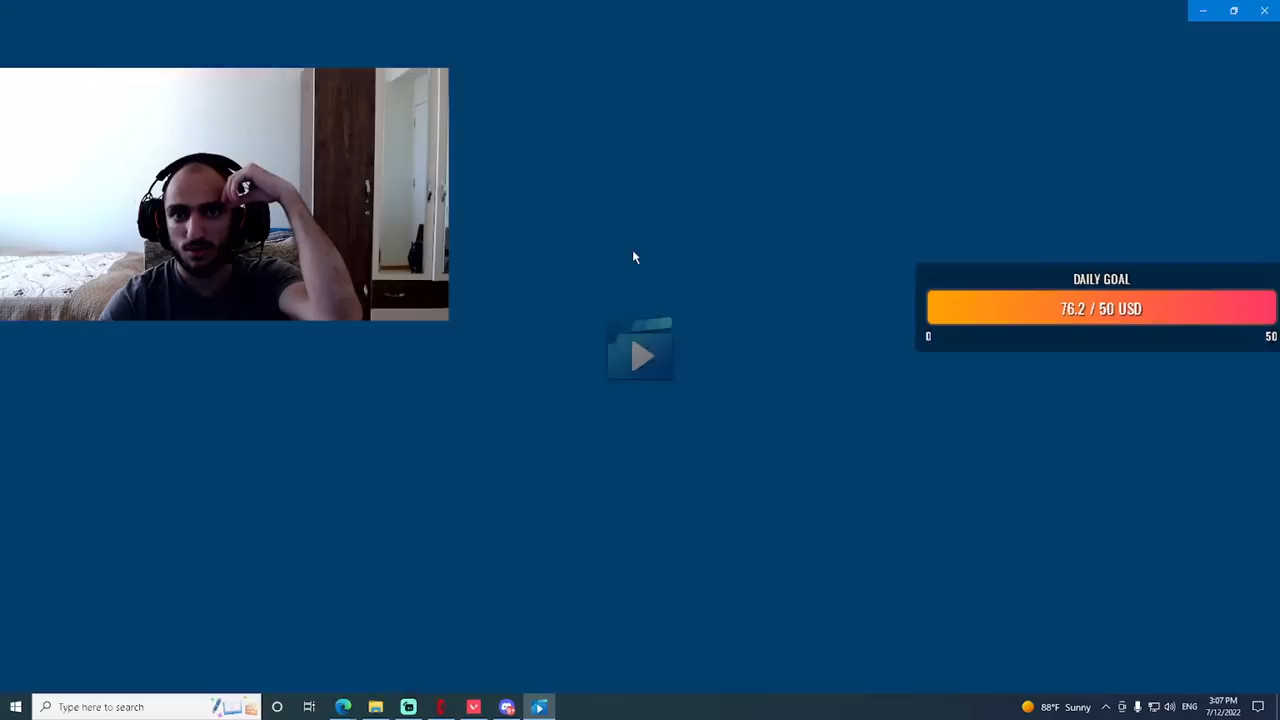 DAILY GOAL
76.2 / 50 USD
0 50
Type here to search
88°F Sunny
ENG
3:07 PM
7/12/2022